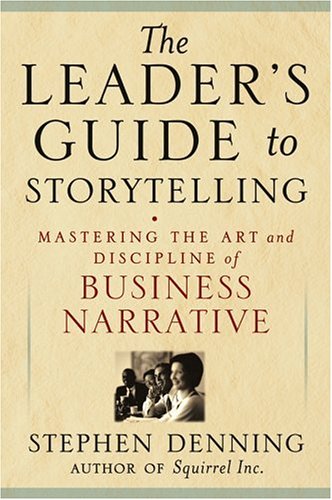 The
LEADER'S
GUIDE to
STORYTELLING
MASTERING THE ART and
DISCIPLINE of
BUSINESS
NARRATIVE
STEPHEN DENNING
AUTHOR OF Squirrel Inc.